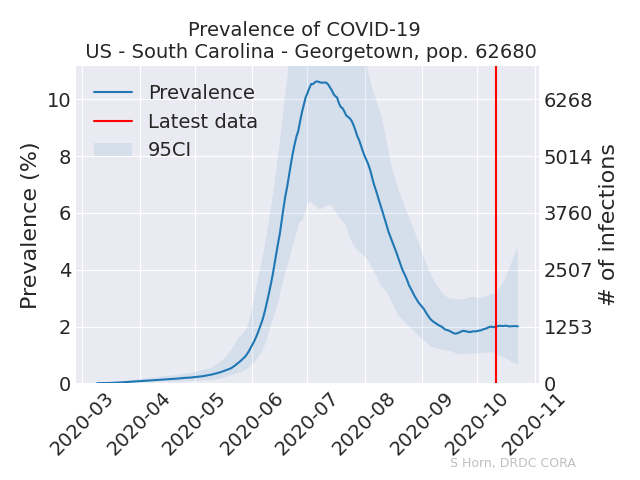 Prevalence of COVID-19
US - South Carolina - Georgetown, pop. 62680
Prevalence
Latest data
95CI
Prevalence (%)
10
8
6
4
2
0
6268
5014
3760
2507
1253
0
# of infections
2020-03
2020-04
2020-05
2020-06
2020-07
2020-08
2020-09
2020-10
2020-11
S Horn, DRDC CORA